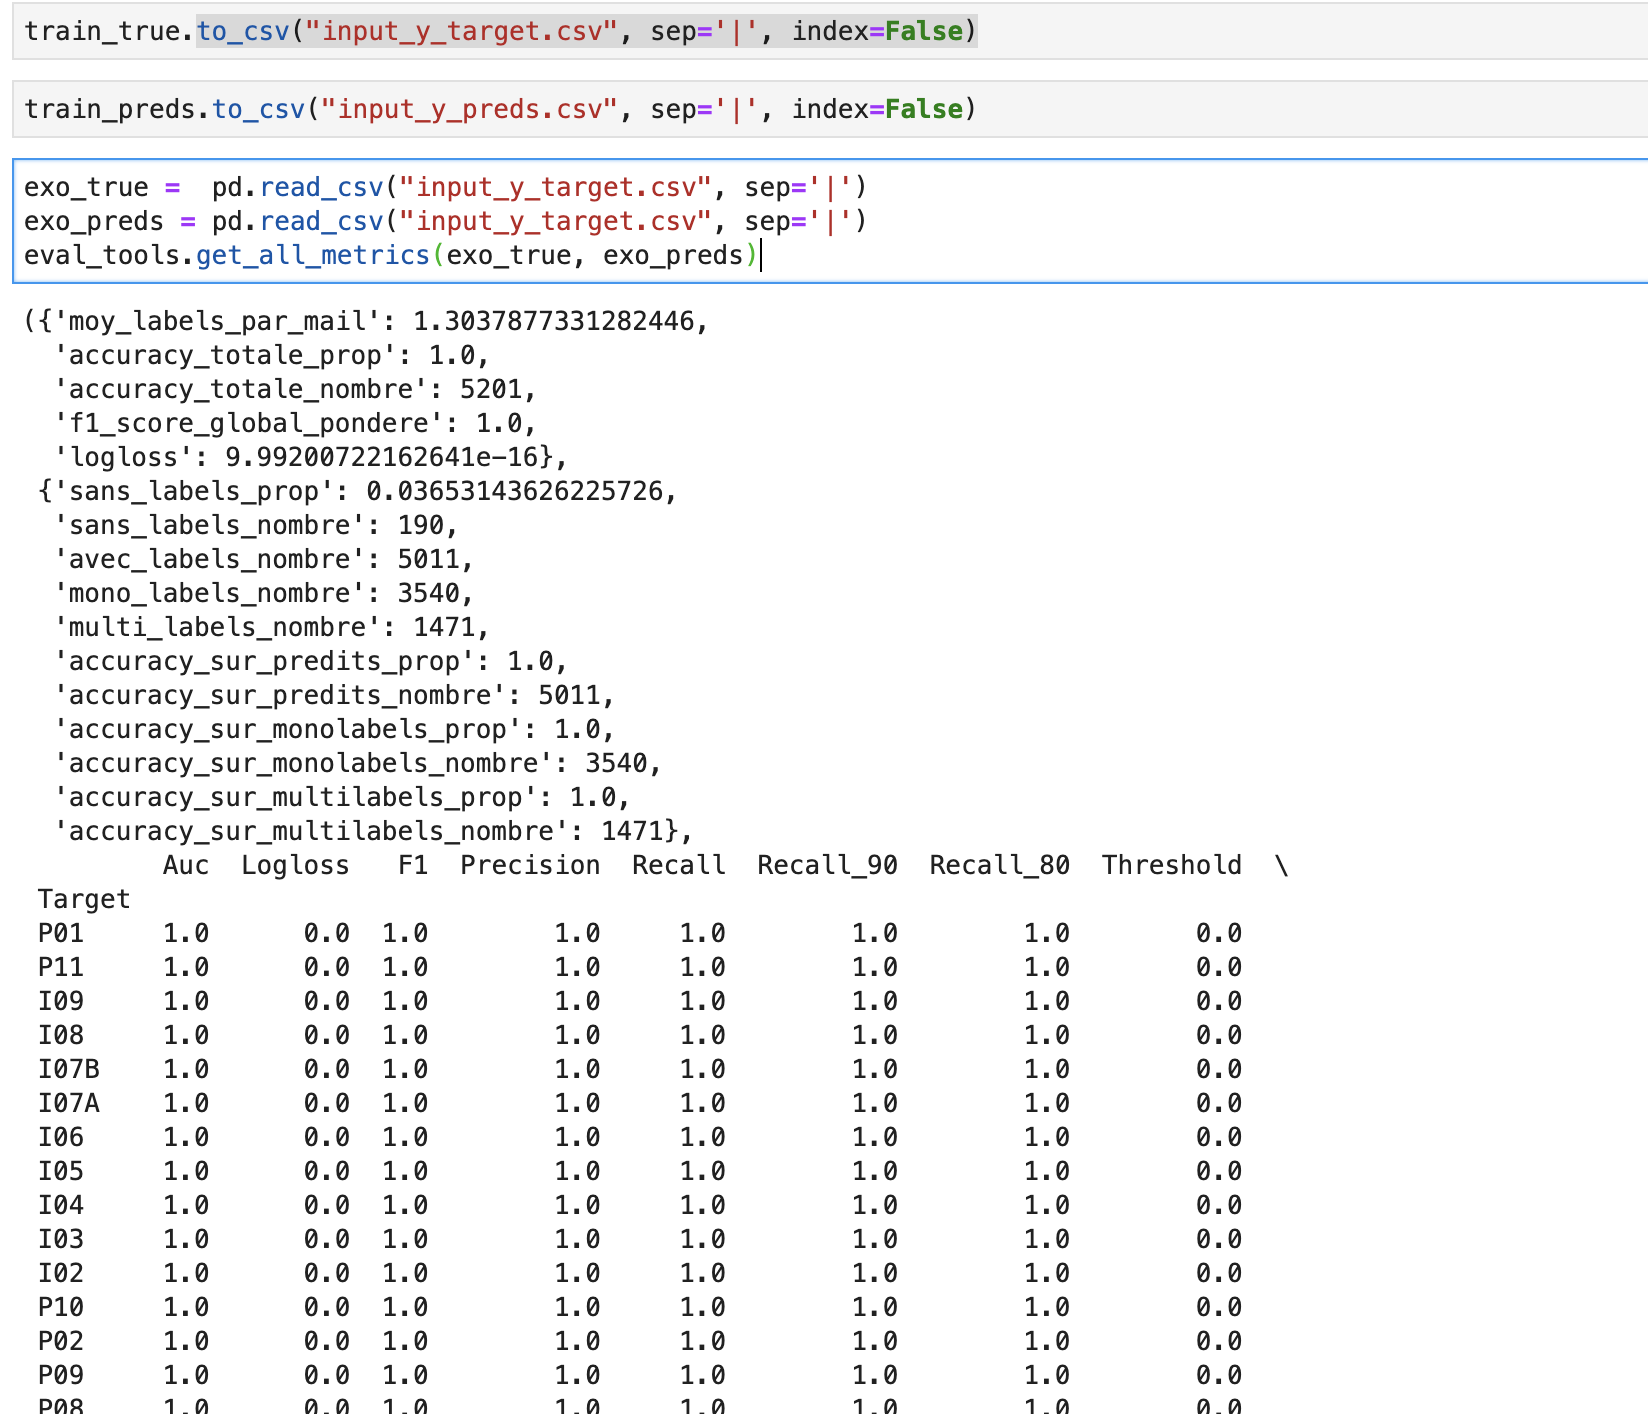 train_true.to_csv("input_y_target.csv", sep='|', index=False)
train_preds.to_csv("input_y_preds.csv", sep='|', index=False)
exo_true =  pd.read_csv("input_y_target.csv", sep='|')
exo_preds = pd.read_csv("input_y_target.csv", sep='|')
eval_tools.get_all_metrics(exo_true, exo_preds)
({'moy_labels_par_mail': 1.3037877331282446,
'accuracy_totale_prop': 1.0,
'accuracy_totale_nombre': 5201,
'f1_score_global_pondere': 1.0,
'logloss': 9.99200722162641e-16},
{'sans_labels_prop': 0.03653143626225726,
'sans_labels_nombre': 190,
'avec_labels_nombre': 5011,
'mono_labels_nombre': 3540,
'multi_labels_nombre': 1471,
'accuracy_sur_predits_prop': 1.0,
'accuracy_sur_predits_nombre': 5011,
'accuracy_sur_monolabels_prop': 1.0,
'accuracy_sur_monolabels_nombre': 3540,
'accuracy_sur_multilabels_prop': 1.0,
'accuracy_sur_multilabels_nombre': 1471},
Auc  Logloss   F1  Precision  Recall  Recall_90  Recall_80  Threshold  \
Target
P01 1.0 0.0 1.0 1.0 1.0 1.0 1.0 0.0
P11 1.0 0.0 1.0 1.0 1.0 1.0 1.0 0.0
I09 1.0 0.0 1.0 1.0 1.0 1.0 1.0 0.0
I08 1.0 0.0 1.0 1.0 1.0 1.0 1.0 0.0
I07B 1.0 0.0 1.0 1.0 1.0 1.0 1.0 0.0
I07A 1.0 0.0 1.0 1.0 1.0 1.0 1.0 0.0
I06 1.0 0.0 1.0 1.0 1.0 1.0 1.0 0.0
I05 1.0 0.0 1.0 1.0 1.0 1.0 1.0 0.0
I04 1.0 0.0 1.0 1.0 1.0 1.0 1.0 0.0
I03 1.0 0.0 1.0 1.0 1.0 1.0 1.0 0.0
I02 1.0 0.0 1.0 1.0 1.0 1.0 1.0 0.0
P10 1.0 0.0 1.0 1.0 1.0 1.0 1.0 0.0
P02 1.0 0.0 1.0 1.0 1.0 1.0 1.0 0.0
P09 1.0 0.0 1.0 1.0 1.0 1.0 1.0 0.0
P08 1.0 0.0 1.0 1.0 1.0 1.0 1.0 0.0